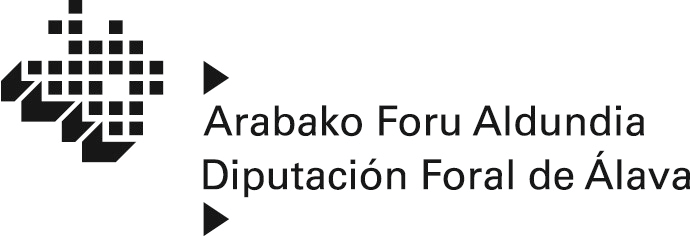 Arabako Foru Aldundia
Diputación Foral de Álava